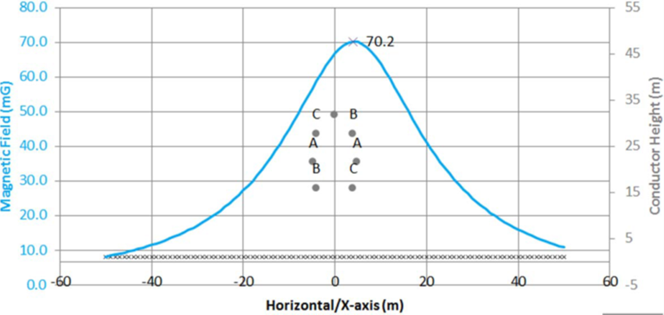 80.0
55
70.0
70.2
45
60.0
50.0
C B
35
40.0
A A
25
30.0
B C
15
20.0
10.0
5
0.0
-60 -40 -20 0 20 40 60
-5
Horizontal/X-axis (m)
Magnetic Field (mG)
Conductor Height (m)